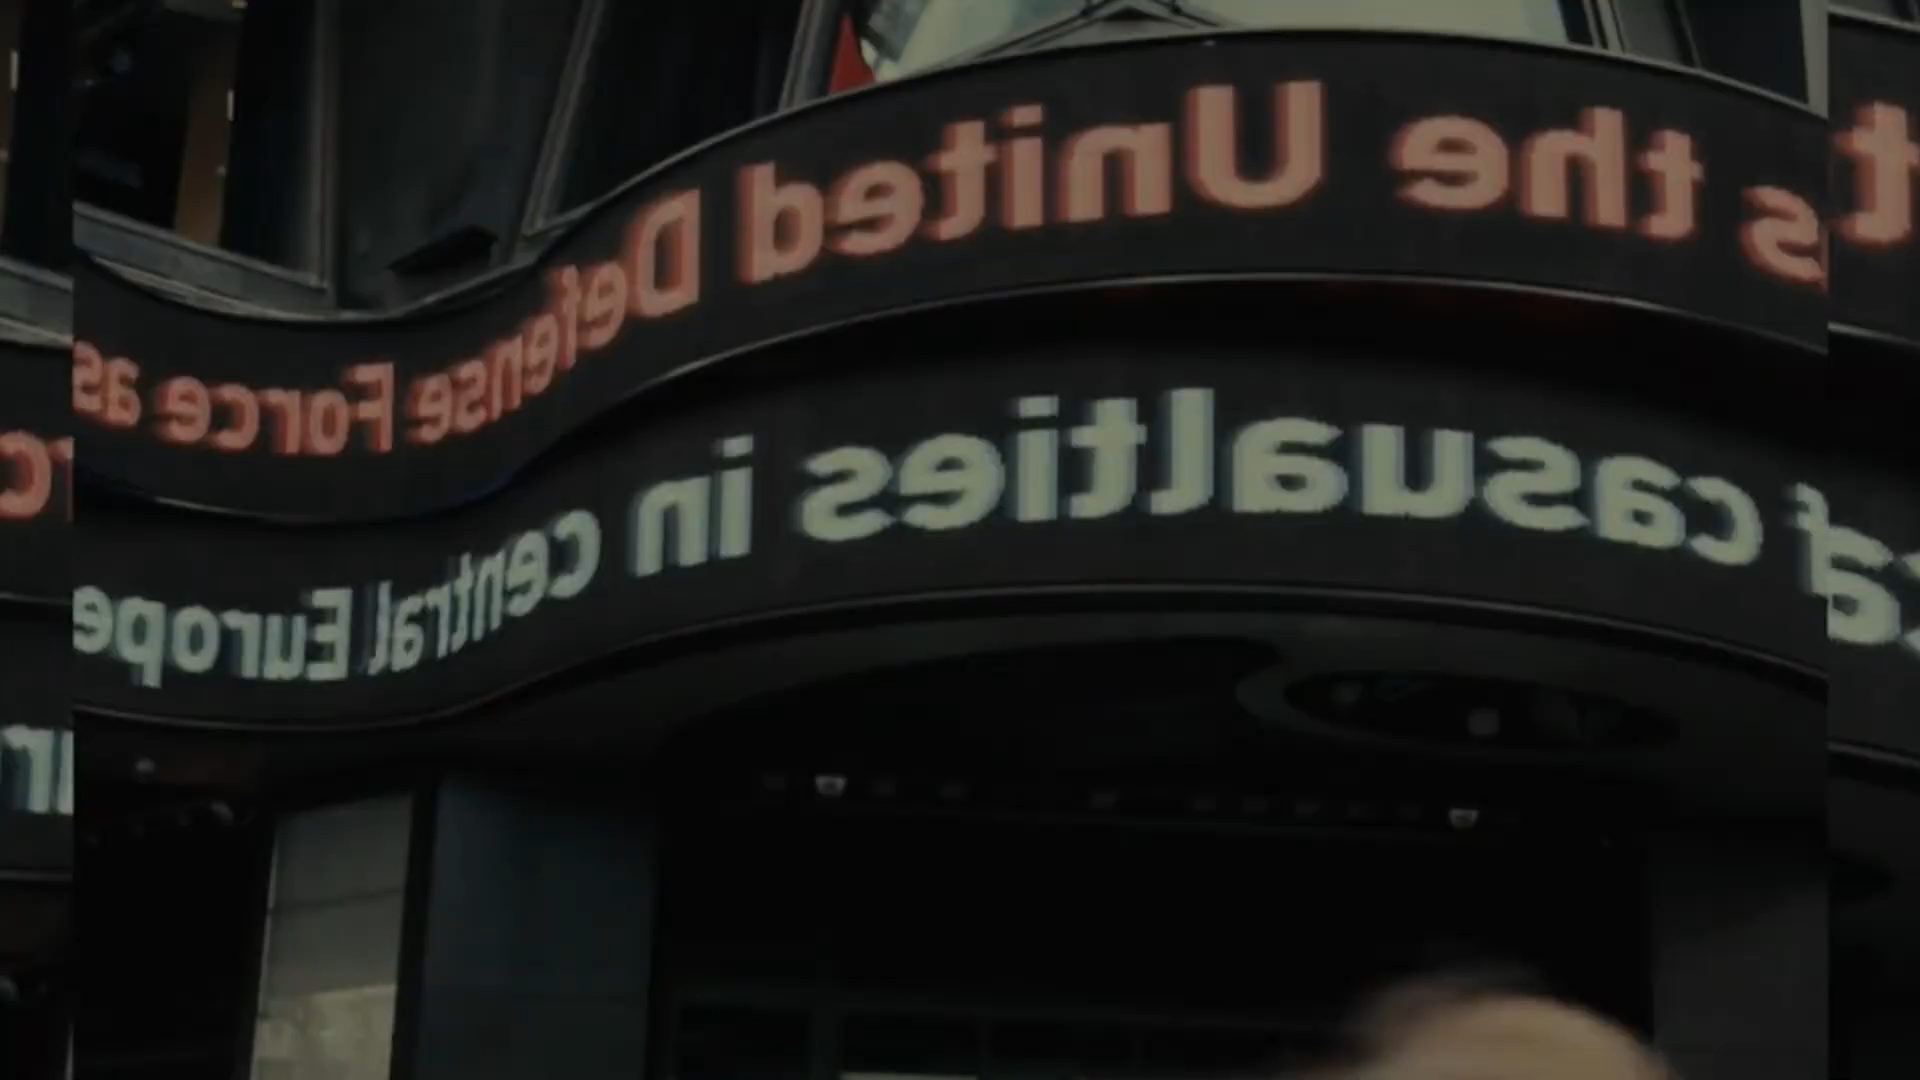 s the United Defense Force as
f casualties in central Europe